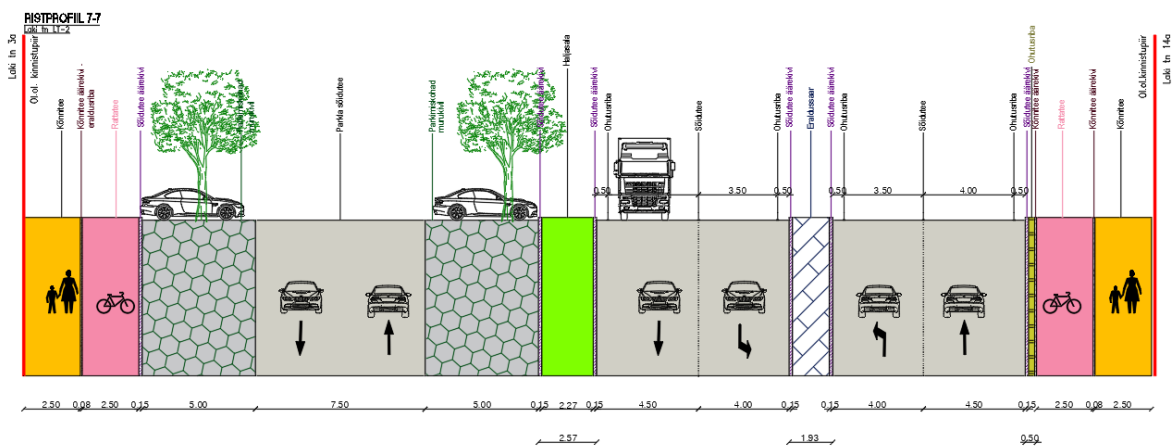 RISTPROFIIL 7-7
Laki tn LT-2
Laki tn 3a
Ol.ol. kinnistupiir
Kõnnitee
Kõnnitee äärekivi -
eraldusriba
Rattatee
Sõidutee äärekivi
Parkla sõidutee
Parkimiskohad
murukivi
Haljasala
Sõidutee äärekivi
Ohutusriba
Sõidutee
Ohutusriba
Sõidutee äärekivi
Eraldussaar
Sõidutee äärekivi
Ohutusriba
Sõidutee
Ohutusriba
Sõidutee äärekivi
Ohutusriba
Kõnnitee äärekivi
Rattatee
Kõnnitee äärekivi
Kõnnitee
Ol.ol.kinnistupiir
Laki tn 14a
0.50 3.50 0.50 0.50 3.50 4.00 0.50
2.50 0.08 2.50 0.15 5.00 7.50 5.00 0.15 2.27 0.15 4.50 4.00 0.15 0.15 4.00 4.50 0.15 2.50 0.08 2.50
2.57 1.93 0.50